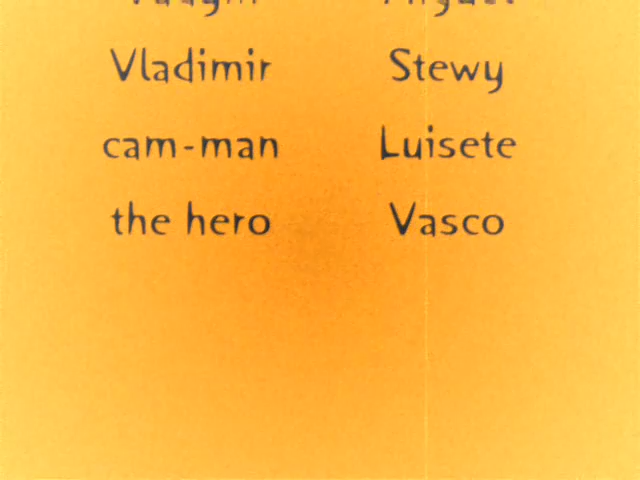 Vladimir Stewy
cam-man Luisete
the hero Vasco